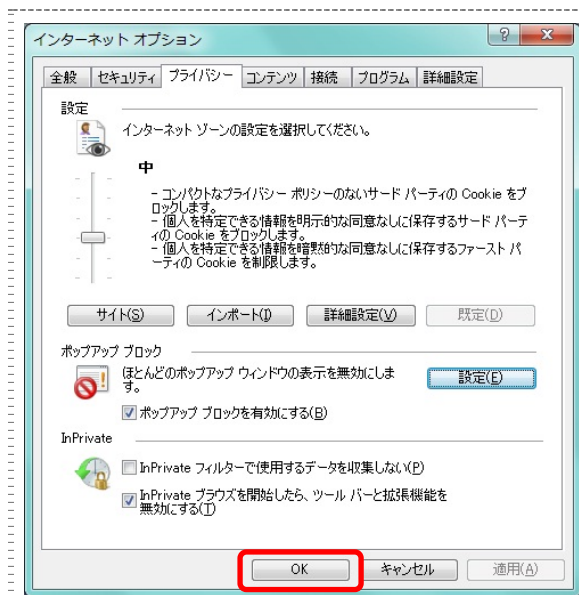 インターネット オプション
全般 セキュリティ プライバシー コンテンツ 接続 プログラム 詳細設定
設定
インターネット ゾーンの設定を選択してください。
中
- コンパクトなプライバシー ポリシーのないサード パーティの Cookie をブ
ロックします。
- 個人を特定できる情報を明示的な同意なしに保存するサード パーテ
ィの Cookie をブロックします。
- 個人を特定できる情報を暗黙的な同意なしに保存するファースト パ
ーティの Cookie を制限します。
サイト(S) インポート(I) 詳細設定(V) 既定(D)
ポップアップ ブロック
ほとんどのポップアップ ウィンドウの表示を無効にしま
す。
設定(E)
ポップアップ ブロックを有効にする(B)
InPrivate
InPrivate フィルターで使用するデータを収集しない(P)
InPrivate ブラウズを開始したら、ツール バーと拡張機能を
無効にする(T)
OK キャンセル 適用(A)